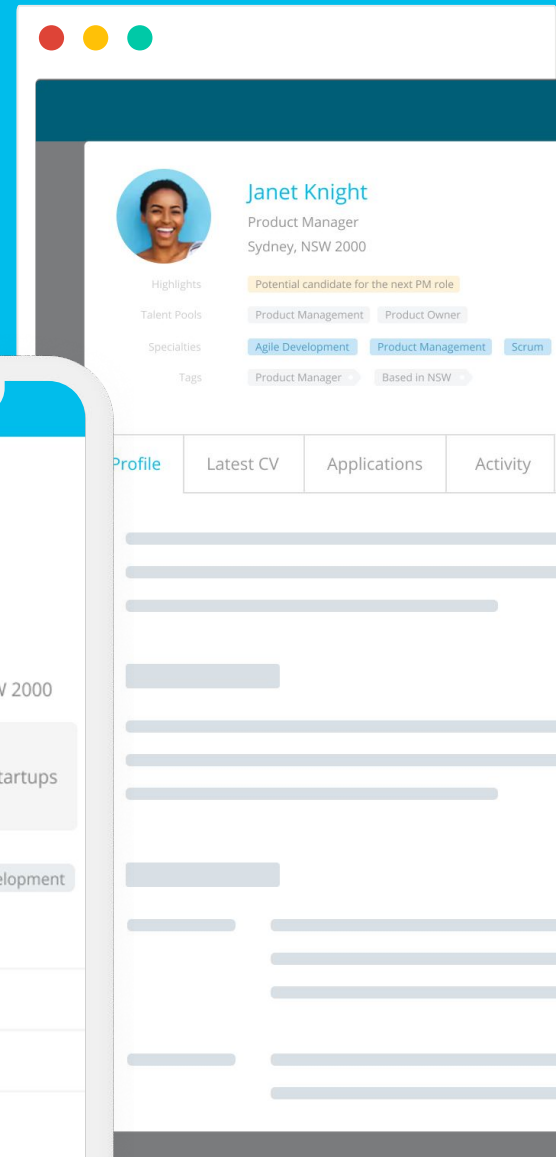 Janet Knight
Product Manager
Sydney, NSW 2000
Highlights Potential candidate for the next PM role
Talent Pools Product Management Product Owner
Specialties Agile Development Product Management Scrum
Tags Product Manager Based in NSW
Profile Latest CV Applications Activity
W 2000
tartups
elopment